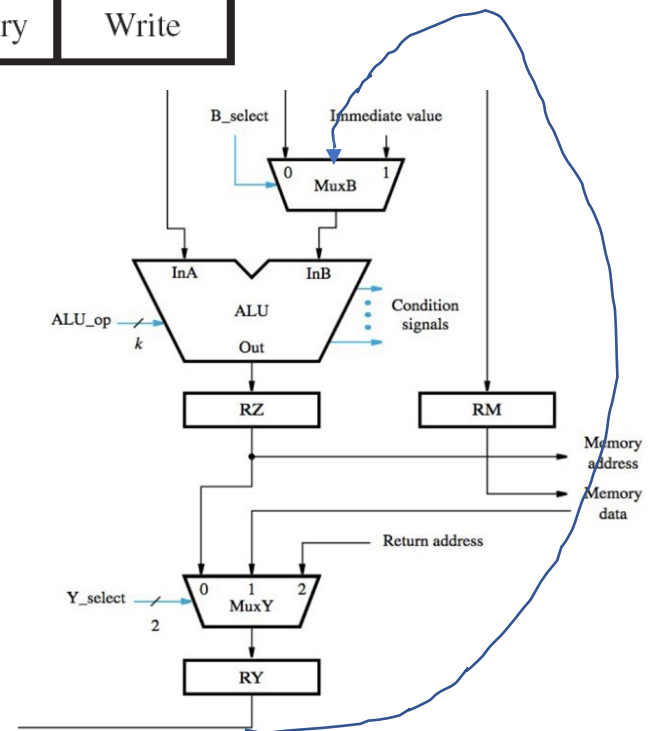 ry Write
B_select
Immediate value
0 1
MuxB
InA InB
ALU
ALU_op
k
Condition
signals
Out
RZ RM
Memory
address
Memory
data
Return address
0 1 2
Y_select
MuxY
2
RY